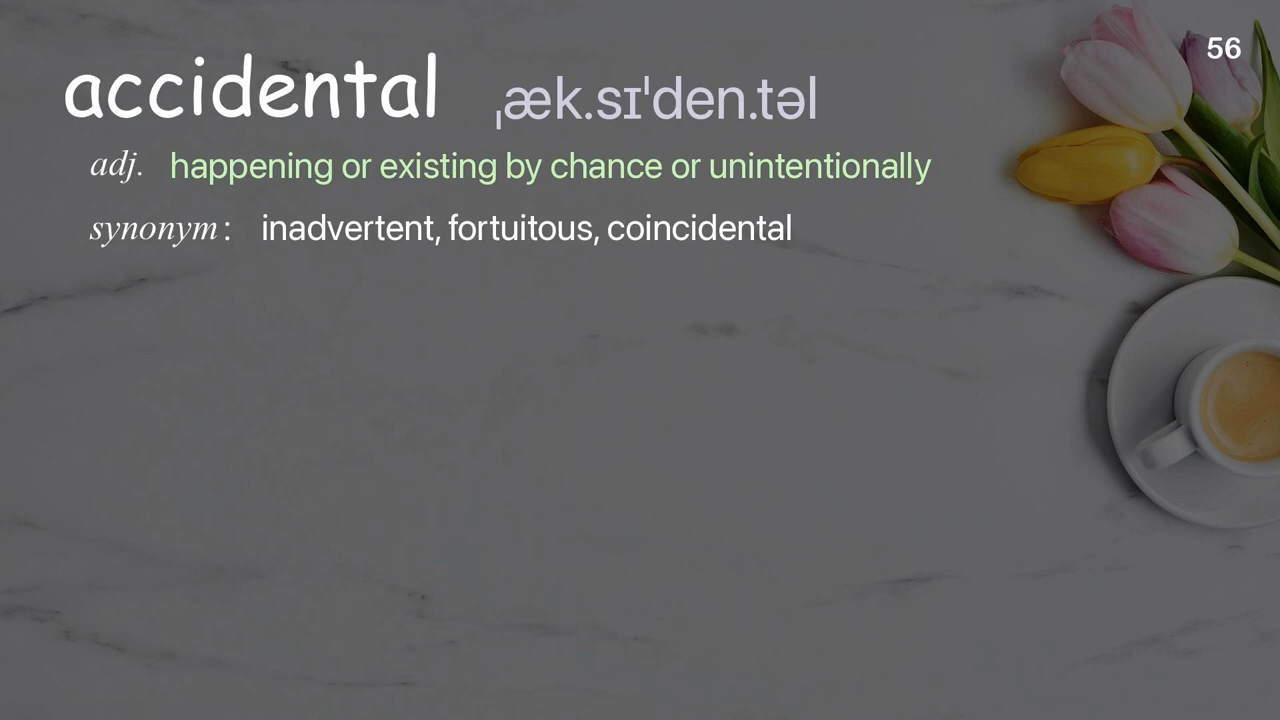 56
accidental ˌæk.sɪˈden.təl
adj. happening or existing by chance or unintentionally
synonym: inadvertent, fortuitous, coincidental